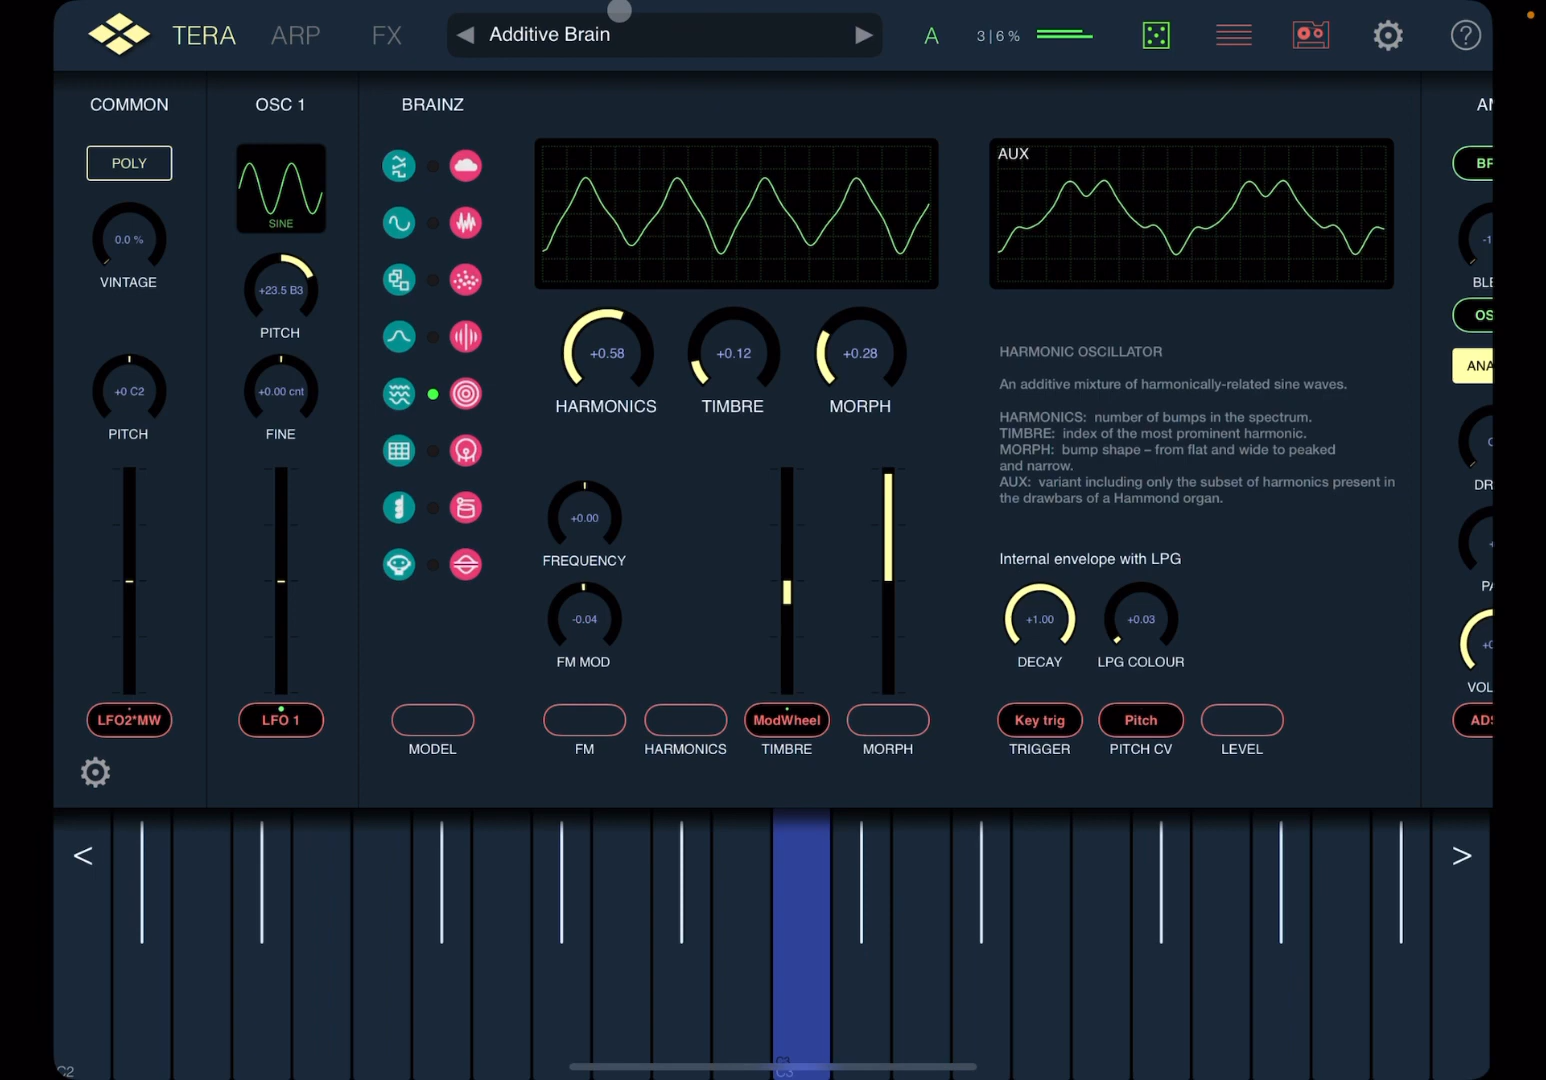 TERA
ARP
FX
Additive Brain
A
3 | 6 %
?
COMMON
OSC 1
BRAINZ
POLY
SINE
AUX
0.0 %
VINTAGE
+23.5 B3
PITCH
+0.58
HARMONICS
+0.12
TIMBRE
+0.28
MORPH
HARMONIC OSCILLATOR
An additive mixture of harmonically-related sine waves.
HARMONICS: number of bumps in the spectrum.
TIMBRE: index of the most prominent harmonic.
MORPH: bump shape – from flat and wide to peaked
and narrow.
AUX: variant including only the subset of harmonics present in
the drawbars of a Hammond organ.
+0 C2
PITCH
+0.00 cnt
FINE
+0.00
FREQUENCY
-0.04
FM MOD
Internal envelope with LPG
+1.00
DECAY
+0.03
LPG COLOUR
LFO2*MW
LFO 1
MODEL
FM
HARMONICS
ModWheel
TIMBRE
MORPH
Key trig
TRIGGER
Pitch
PITCH CV
LEVEL
<
>
C2
C3
C3